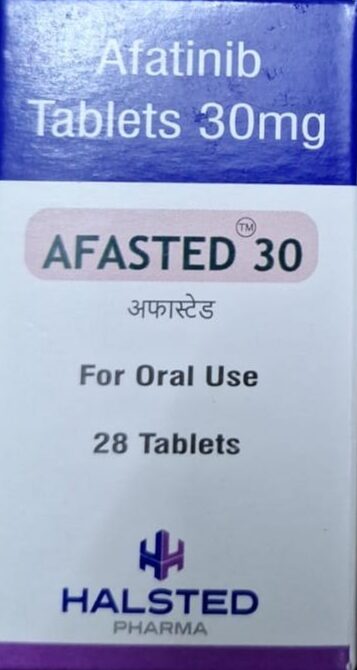 Afatinib
Tablets 30mg
AFASTED™ 30
अफास्टेड
For Oral Use
28 Tablets
HALSTED
PHARMA